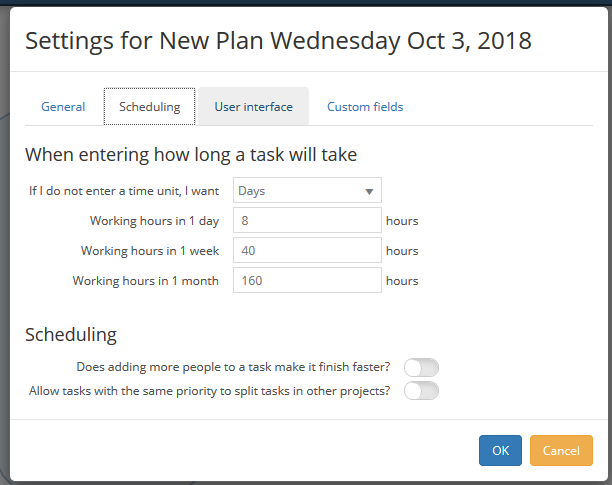 Settings for New Plan Wednesday Oct 3, 2018
General Scheduling User interface Custom fields
When entering how long a task will take
If I do not enter a time unit, I want Days
Working hours in 1 day 8 hours
Working hours in 1 week 40 hours
Working hours in 1 month 160 hours
Scheduling
Does adding more people to a task make it finish faster?
Allow tasks with the same priority to split tasks in other projects?
OK Cancel